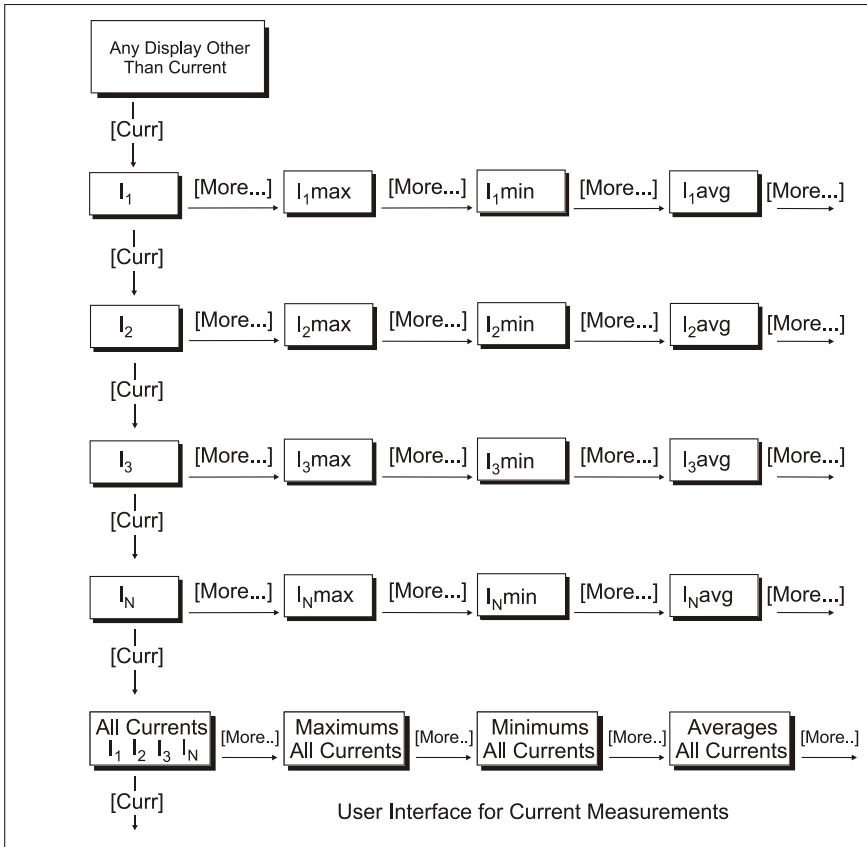 Any Display Other
Than Current
[Curr]
I1 [More...] I1max [More...] I1min [More...] I1avg [More...]
[Curr]
I2 [More...] I2max [More...] I2min [More...] I2avg [More...]
[Curr]
I3 [More...] I3max [More...] I3min [More...] I3avg [More...]
[Curr]
IN [More...] INmax [More...] INmin [More...] INavg [More...]
[Curr]
All Currents [More..] Maximums [More..] Minimums [More..] Averages [More..]
I1 I2 I3 IN All Currents All Currents All Currents
[Curr]
User Interface for Current Measurements